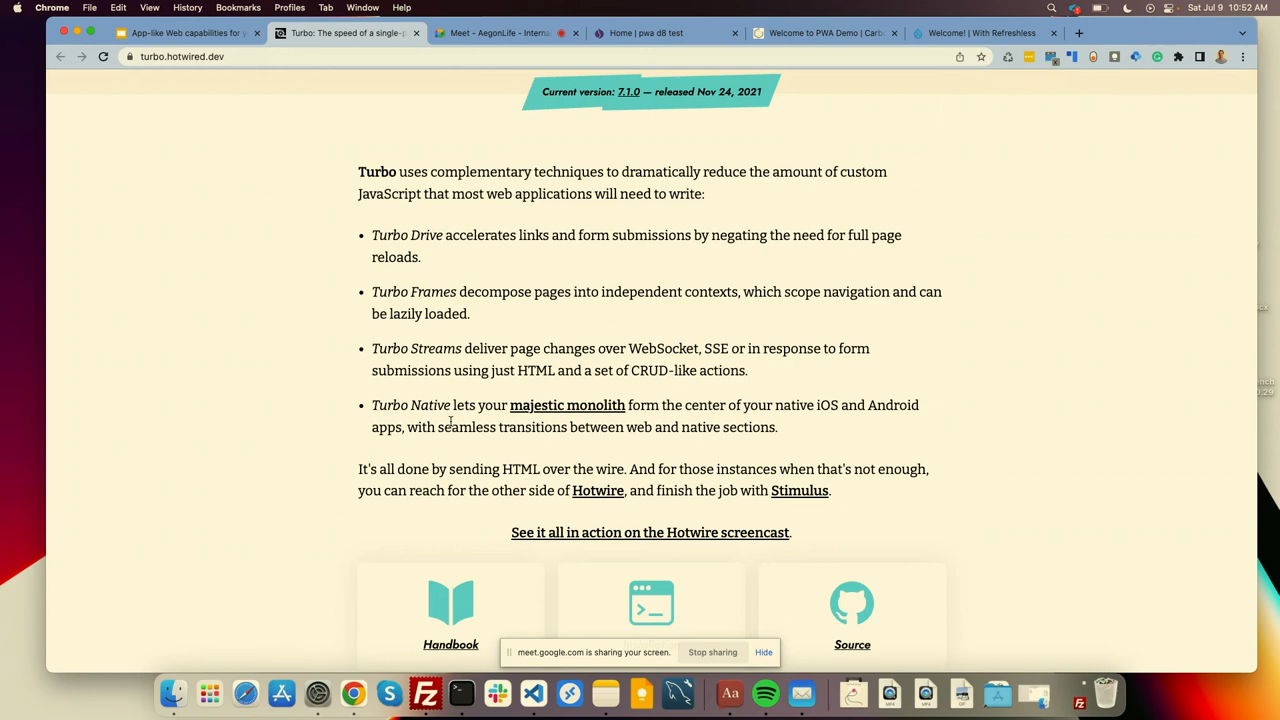 Chrome File Edit View History Bookmarks Profiles Tab Window Help Sat Jul 9 10:52 AM
App-like Web capabilities for y Turbo: The speed of a single-p Meet - AegonLife - Interna Home | pwa d8 test Welcome to PWA Demo | Carb Welcome! | With Refreshless
turbo.hotwired.dev
Current version: 7.1.0 — released Nov 24, 2021
Turbo uses complementary techniques to dramatically reduce the amount of custom
JavaScript that most web applications will need to write:
• Turbo Drive accelerates links and form submissions by negating the need for full page
reloads.
• Turbo Frames decompose pages into independent contexts, which scope navigation and can
be lazily loaded.
• Turbo Streams deliver page changes over WebSocket, SSE or in response to form
submissions using just HTML and a set of CRUD-like actions.
• Turbo Native lets your majestic monolith form the center of your native iOS and Android
apps, with seamless transitions between web and native sections.
It's all done by sending HTML over the wire. And for those instances when that's not enough,
you can reach for the other side of Hotwire, and finish the job with Stimulus.
See it all in action on the Hotwire screencast.
Handbook Source
meet.google.com is sharing your screen. Stop sharing Hide